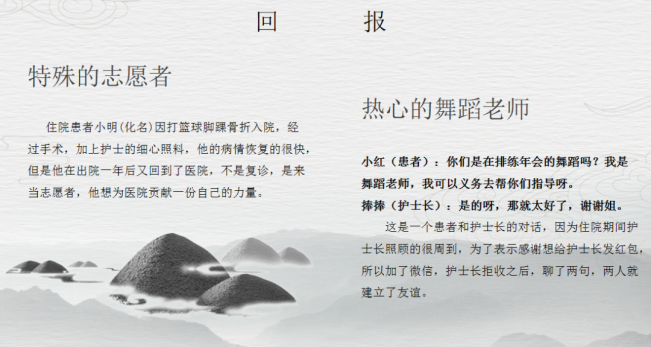 回 报
特殊的志愿者
住院患者小明(化名)因打篮球脚踝骨折入院，经
过手术，加上护士的细心照料，他的病情恢复的很快，
但是他在出院一年后又回到了医院，不是复诊，是来
当志愿者，他想为医院贡献一份自己的力量。
热心的舞蹈老师
小红（患者）：你们是在排练年会的舞蹈吗？我是
舞蹈老师，我可以义务去帮你们指导呀。
捧捧（护士长）：是的呀，那就太好了，谢谢姐。
这是一个患者和护士长的对话，因为住院期间护
士长照顾的很周到，为了表示感谢想给护士长发红包，
所以加了微信，护士长拒收之后，聊了两句，两人就
建立了友谊。